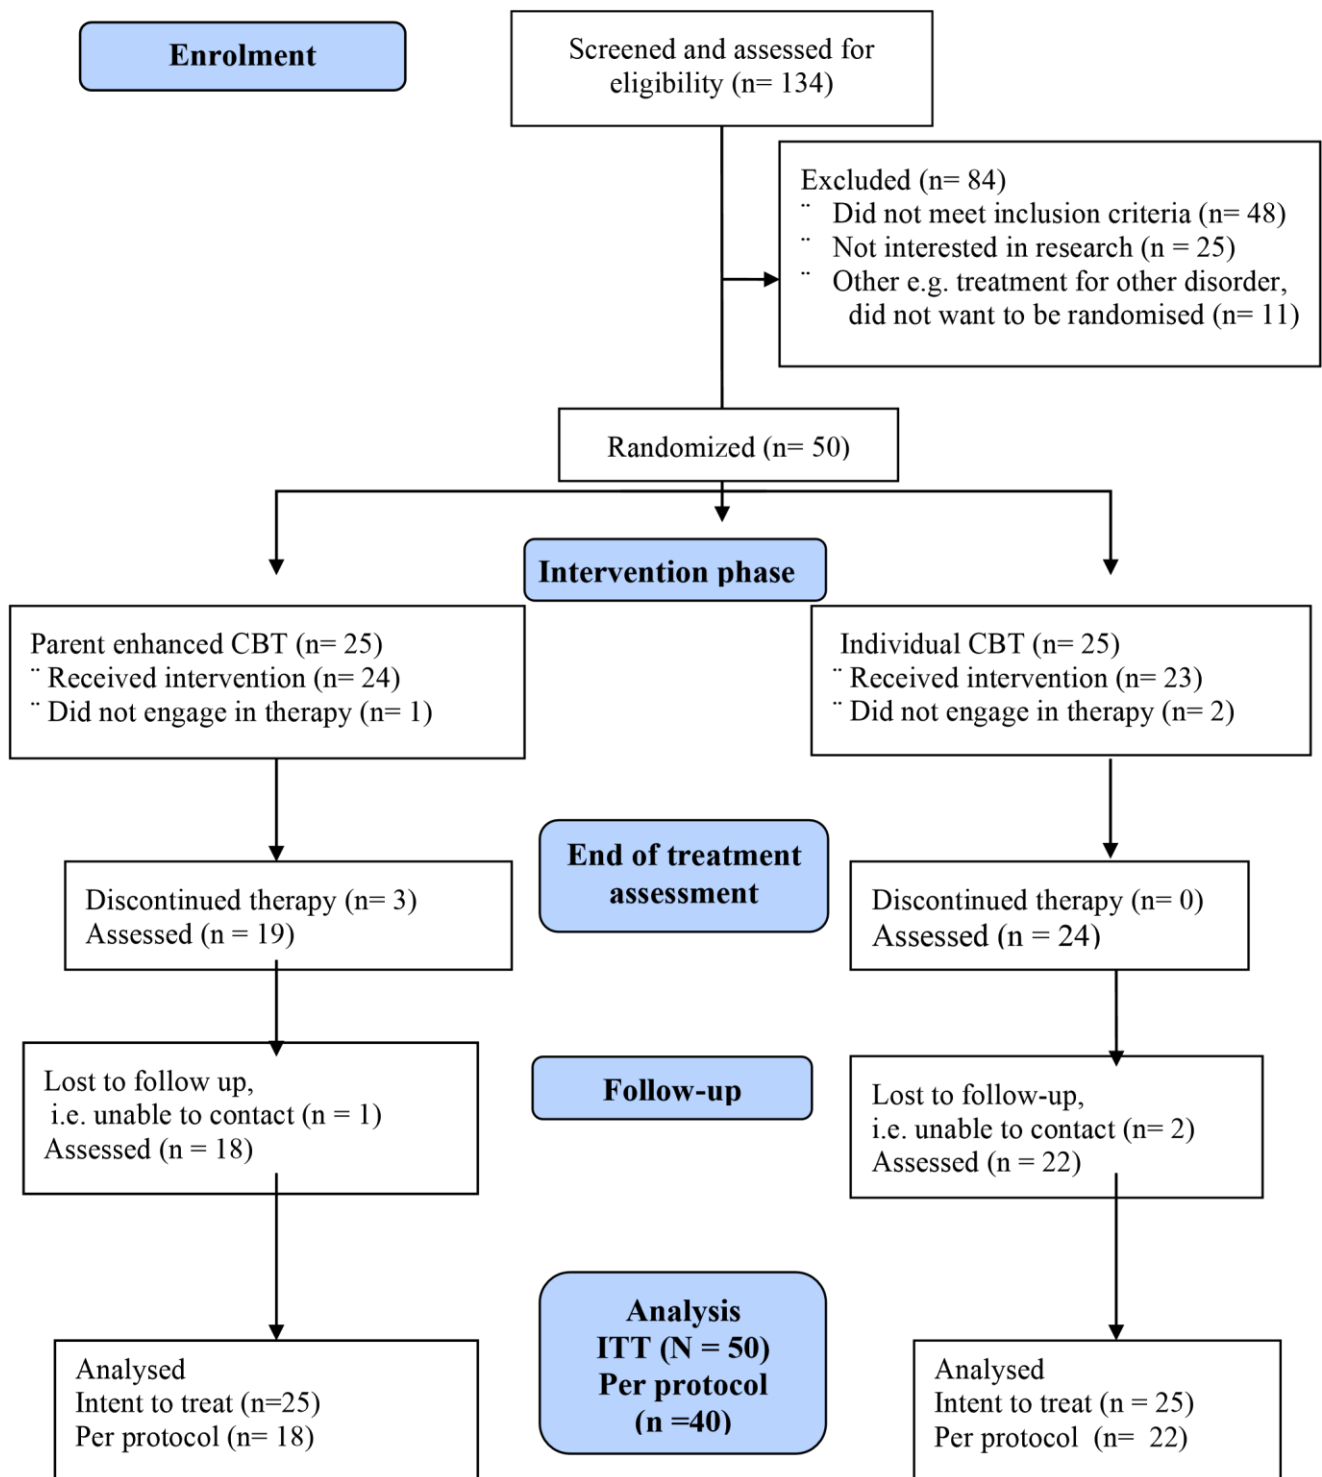 Enrolment
Screened and assessed for
eligibility (n= 134)
Excluded (n= 84)
¨ Did not meet inclusion criteria (n= 48)
¨ Not interested in research (n = 25)
¨ Other e.g. treatment for other disorder,
did not want to be randomised (n= 11)
Randomized (n= 50)
Intervention phase
Parent enhanced CBT (n= 25)
¨ Received intervention (n= 24)
¨ Did not engage in therapy (n= 1)
Individual CBT (n= 25)
¨ Received intervention (n= 23)
¨ Did not engage in therapy (n= 2)
End of treatment
assessment
Discontinued therapy (n= 3)
Assessed (n = 19)
Discontinued therapy (n= 0)
Assessed (n = 24)
Follow-up
Lost to follow up,
i.e. unable to contact (n = 1)
Assessed (n = 18)
Lost to follow-up,
i.e. unable to contact (n= 2)
Assessed (n = 22)
Analysis
ITT (N = 50)
Per protocol
(n =40)
Analysed
Intent to treat (n=25)
Per protocol (n= 18)
Analysed
Intent to treat (n = 25)
Per protocol (n= 22)